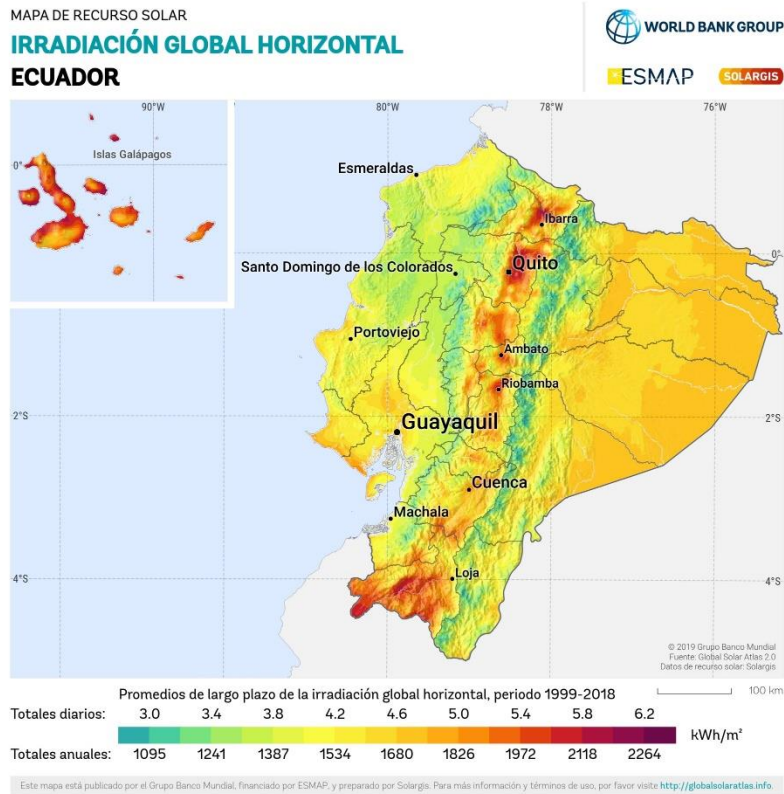 MAPA DE RECURSO SOLAR
IRRADIACIÓN GLOBAL HORIZONTAL
ECUADOR
WORLD BANK GROUP
ESMAP
SOLARGIS
90°W
80°W
78°W
76°W
Islas Galápagos
0°
Esmeraldas
Ibarra
0°
Santo Domingo de los Colorados
Quito
Portoviejo
Ambato
Riobamba
2°S
2°S
Guayaquil
Cuenca
Machala
Loja
4°S
4°S
© 2019 Grupo Banco Mundial
Fuente: Global Solar Atlas 2.0
Datos de recurso solar: Solargis
Promedios de largo plazo de la irradiación global horizontal, periodo 1999-2018
100 km
Totales diarios: 3.0 3.4 3.8 4.2 4.6 5.0 5.4 5.8 6.2
kWh/m²
Totales anuales: 1095 1241 1387 1534 1680 1826 1972 2118 2264
Este mapa está publicado por el Grupo Banco Mundial, financiado por ESMAP, y preparado por Solargis. Para más información y términos de uso, por favor visite http://globalsolaratlas.info.